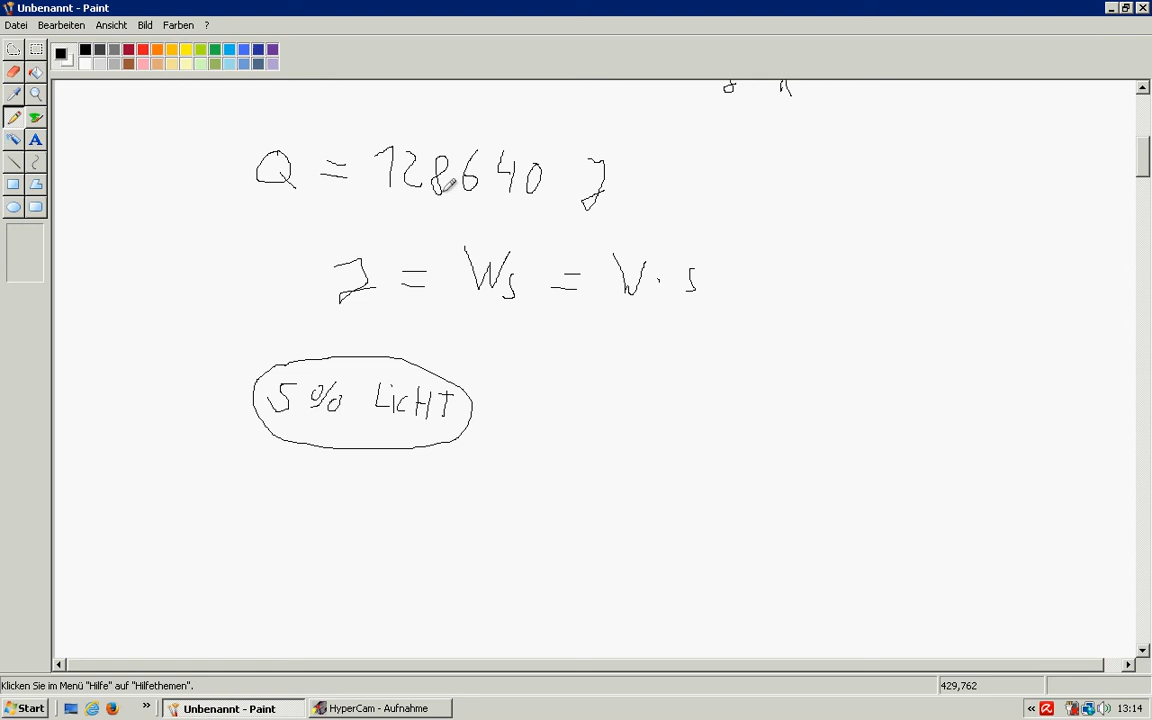 Unbenannt - Paint
Datei Bearbeiten Ansicht Bild Farben ?
Q = 128640 J
J = Ws = V · s
5 % LicHT
Klicken Sie im Menü "Hilfe" auf "Hilfethemen".
429,762
Start » Unbenannt - Paint HyperCam - Aufnahme « 13:14